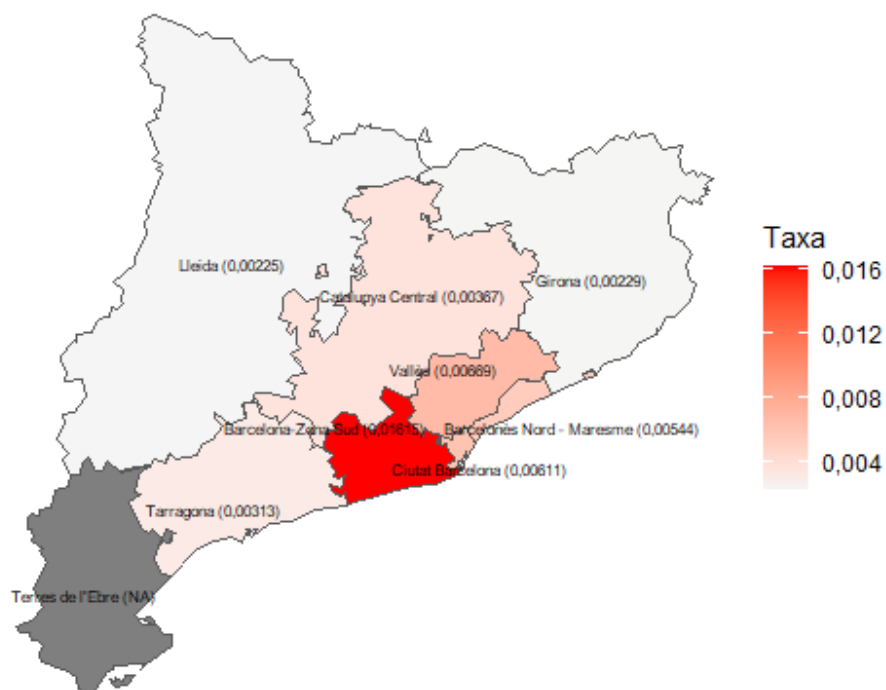 Taxa
0,016
0,012
0,008
0,004
Lleida (0,00225)
Girona (0,00229)
Catalunya Central (0,00367)
Vallès (0,00669)
Barcelona-Zona Sud (0,01615)
Barcelonès Nord - Maresme (0,00544)
Ciutat Barcelona (0,00611)
Tarragona (0,00313)
Terres de l''Ebre (NA)